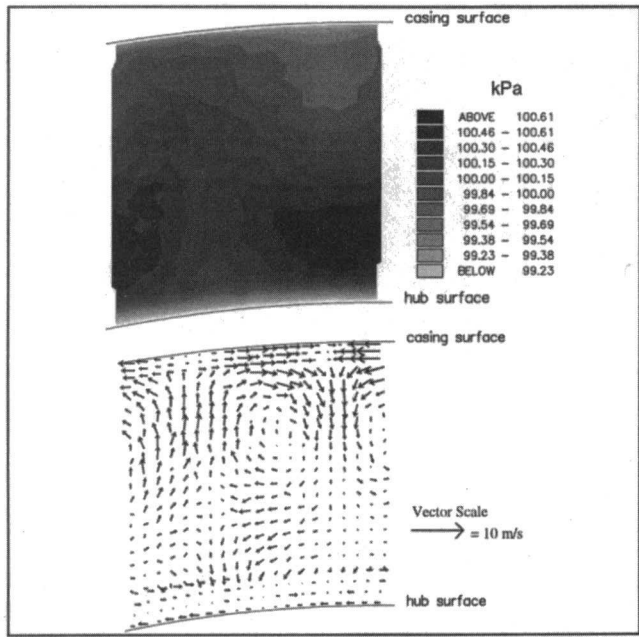 casing surface
kPa
ABOVE 100.61
100.46 - 100.61
100.30 - 100.46
100.15 - 100.30
100.00 - 100.15
99.84 - 100.00
99.69 - 99.84
99.54 - 99.69
99.38 - 99.54
99.23 - 99.38
BELOW 99.23
hub surface
casing surface
Vector Scale
= 10 m/s
hub surface